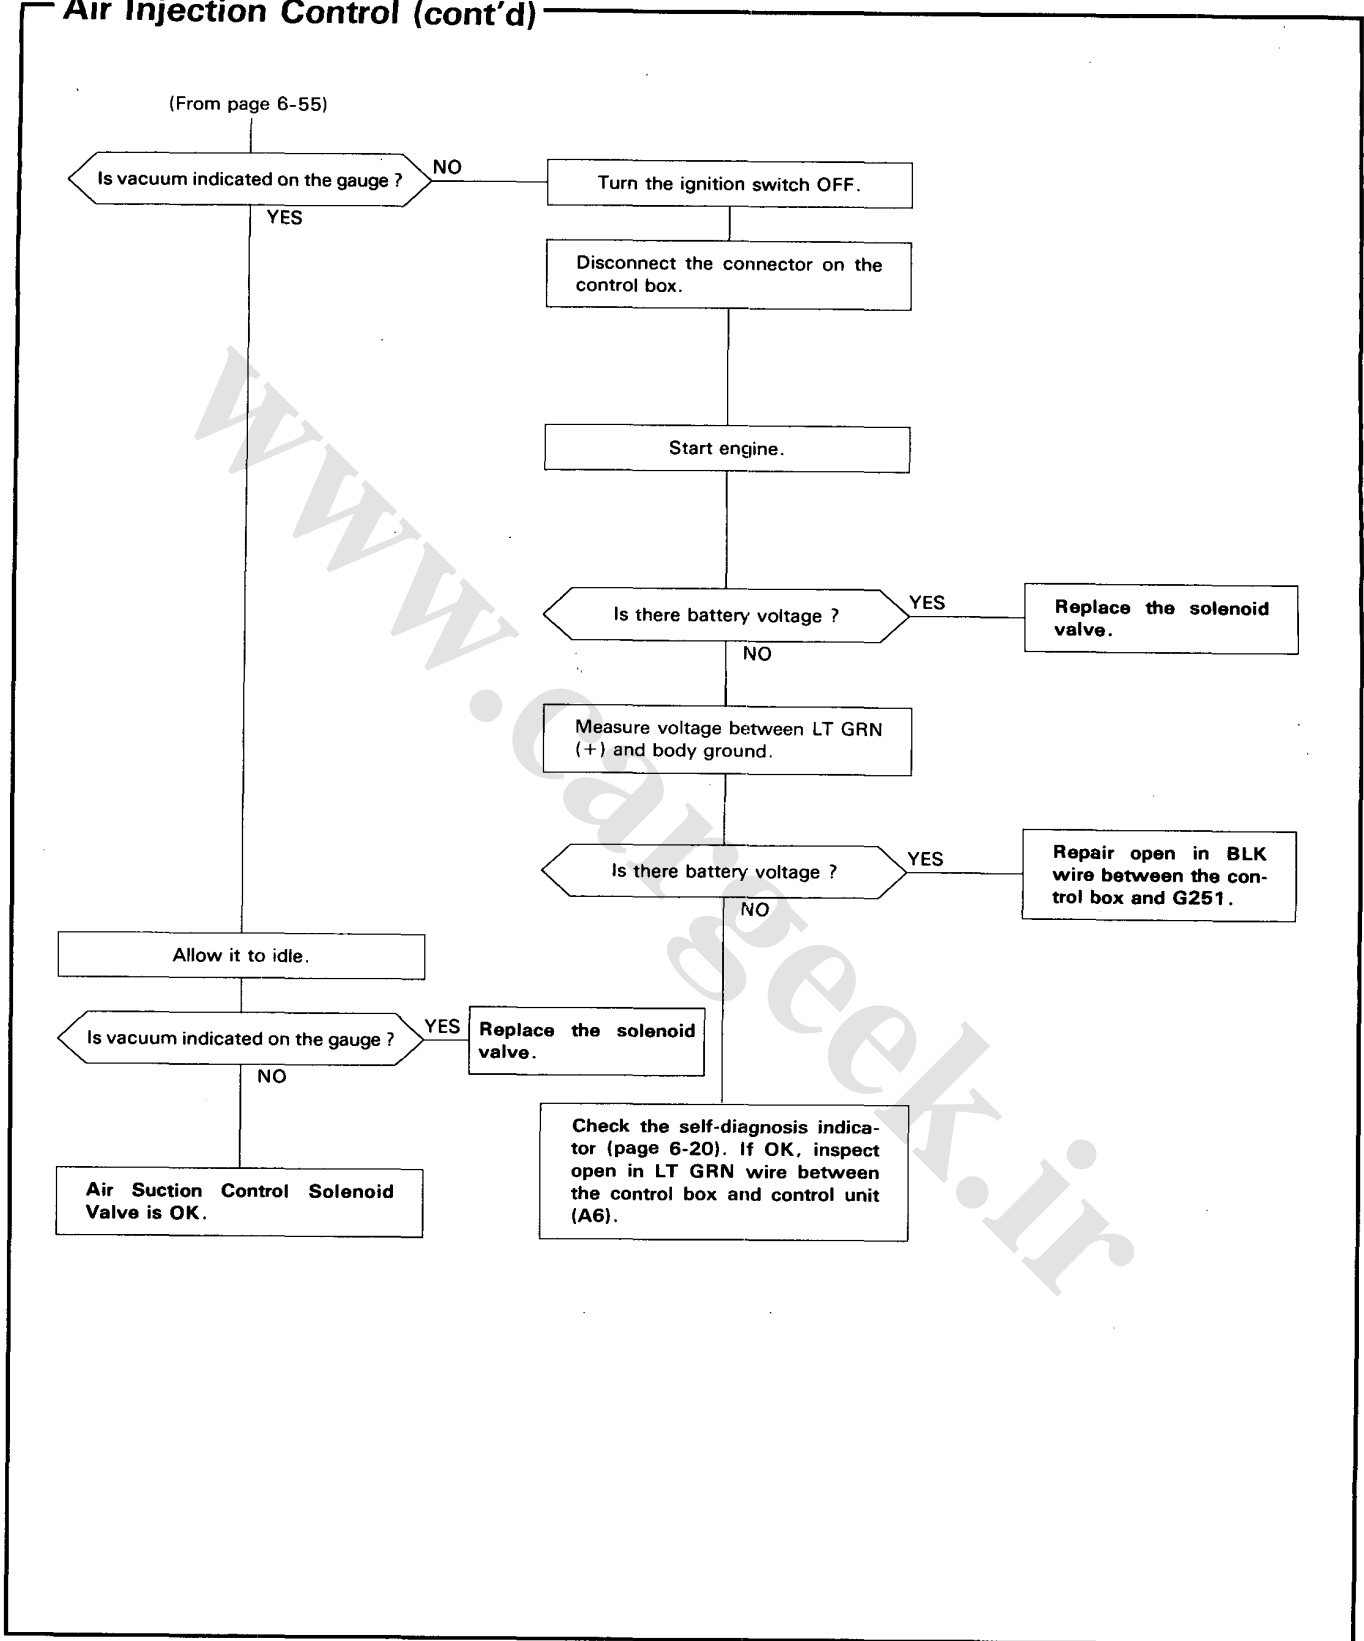 Air Injection Control (cont'd)
(From page 6-55)
Is vacuum indicated on the gauge ?
NO
YES
Turn the ignition switch OFF.
Disconnect the connector on the
control box.
Start engine.
Is there battery voltage ?
YES
NO
Replace the solenoid
valve.
Measure voltage between LT GRN
(+) and body ground.
Is there battery voltage ?
YES
NO
Repair open in BLK
wire between the con-
trol box and G251.
Allow it to idle.
Is vacuum indicated on the gauge ?
YES
NO
Replace the solenoid
valve.
Air Suction Control Solenoid
Valve is OK.
Check the self-diagnosis indica-
tor (page 6-20). If OK, inspect
open in LT GRN wire between
the control box and control unit
(A6).
www.cargeek.ir